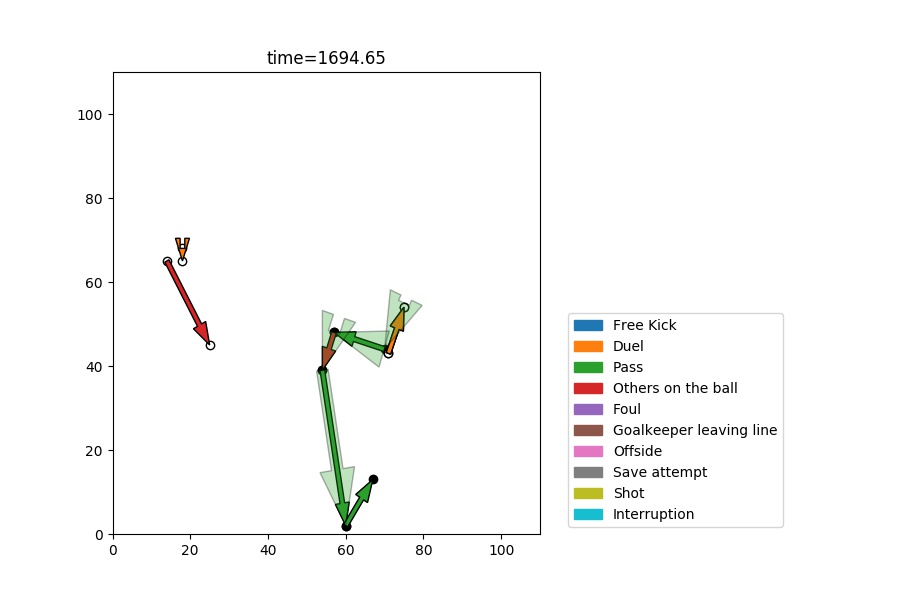 time=1694.65
100
80
60
40
20
0
0 20 40 60 80 100
Free Kick
Duel
Pass
Others on the ball
Foul
Goalkeeper leaving line
Offside
Save attempt
Shot
Interruption